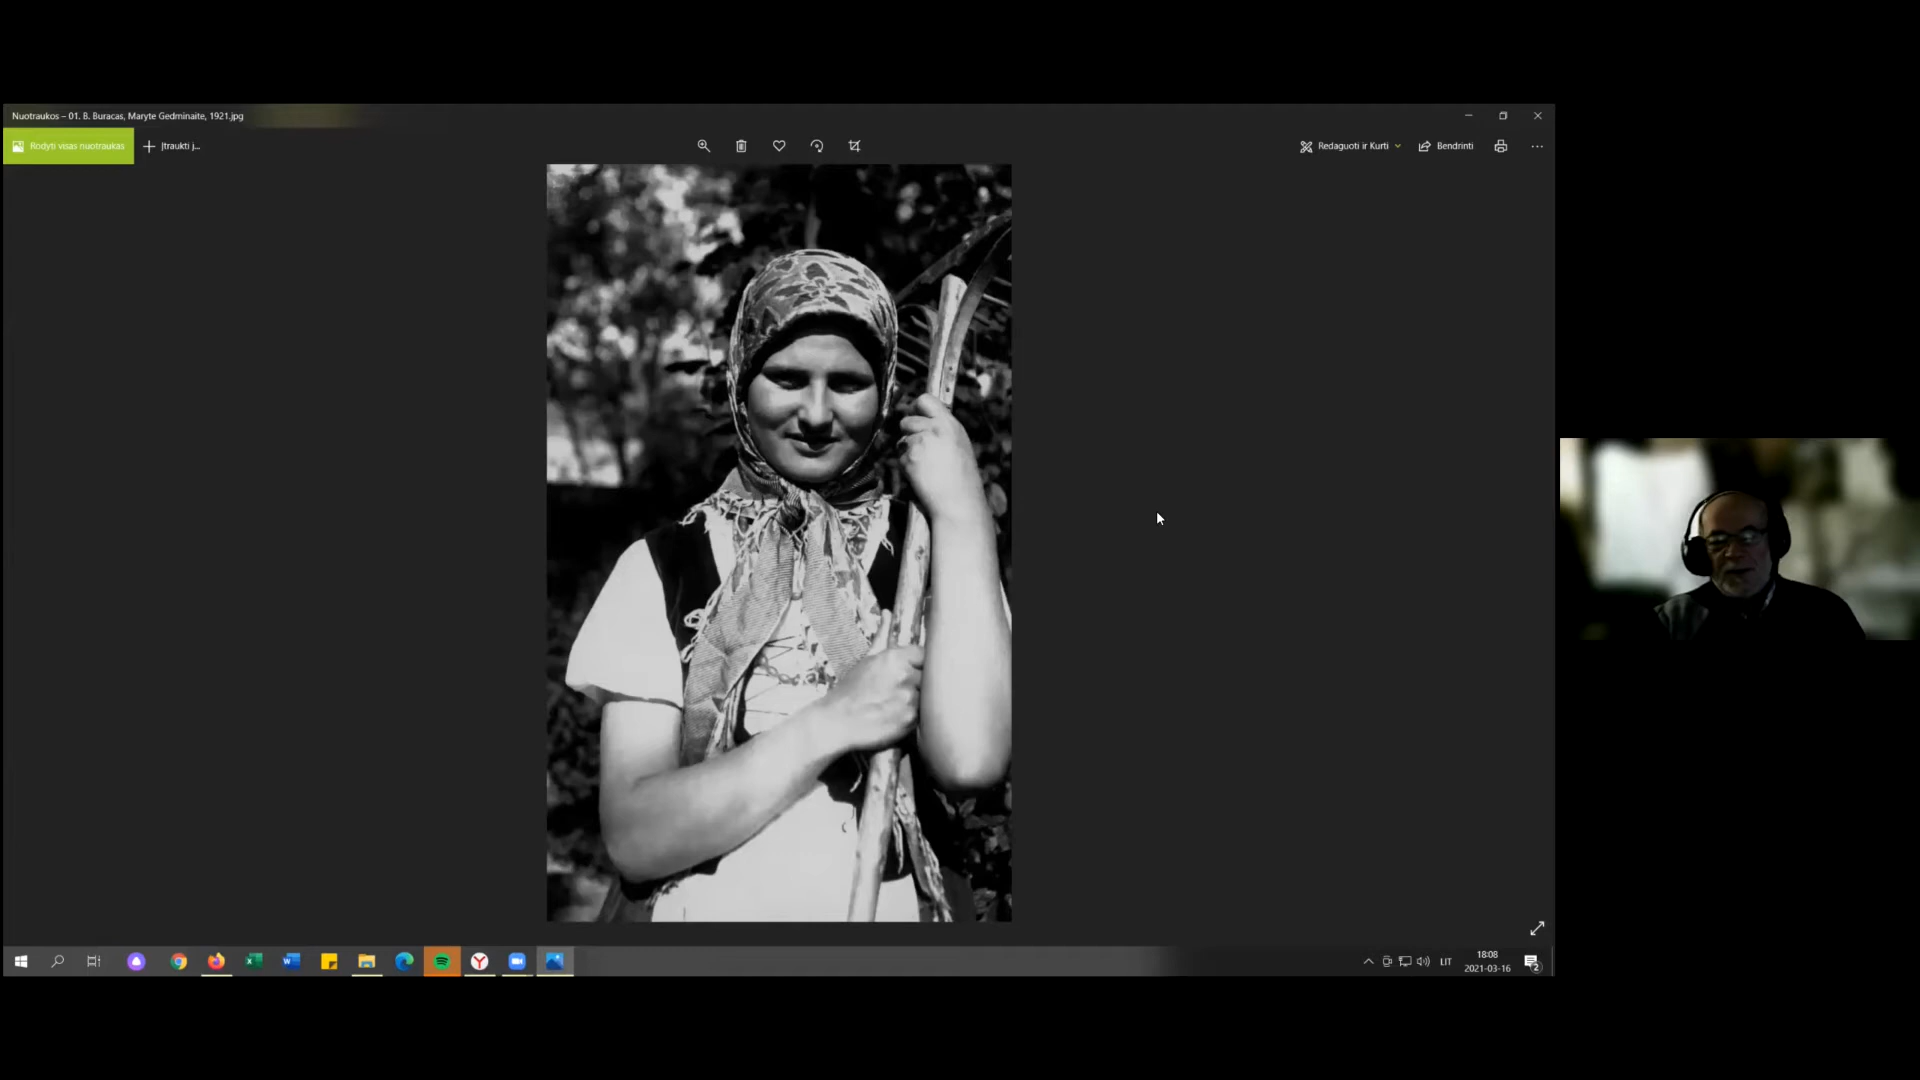 Nuotraukos – 01. B. Buracas, Maryte Gedminaite, 1921.jpg
Rodyti visas nuotraukas
Įtraukti į...
Redaguoti ir Kurti
Bendrinti
LIT
18:08
2021-03-16
2